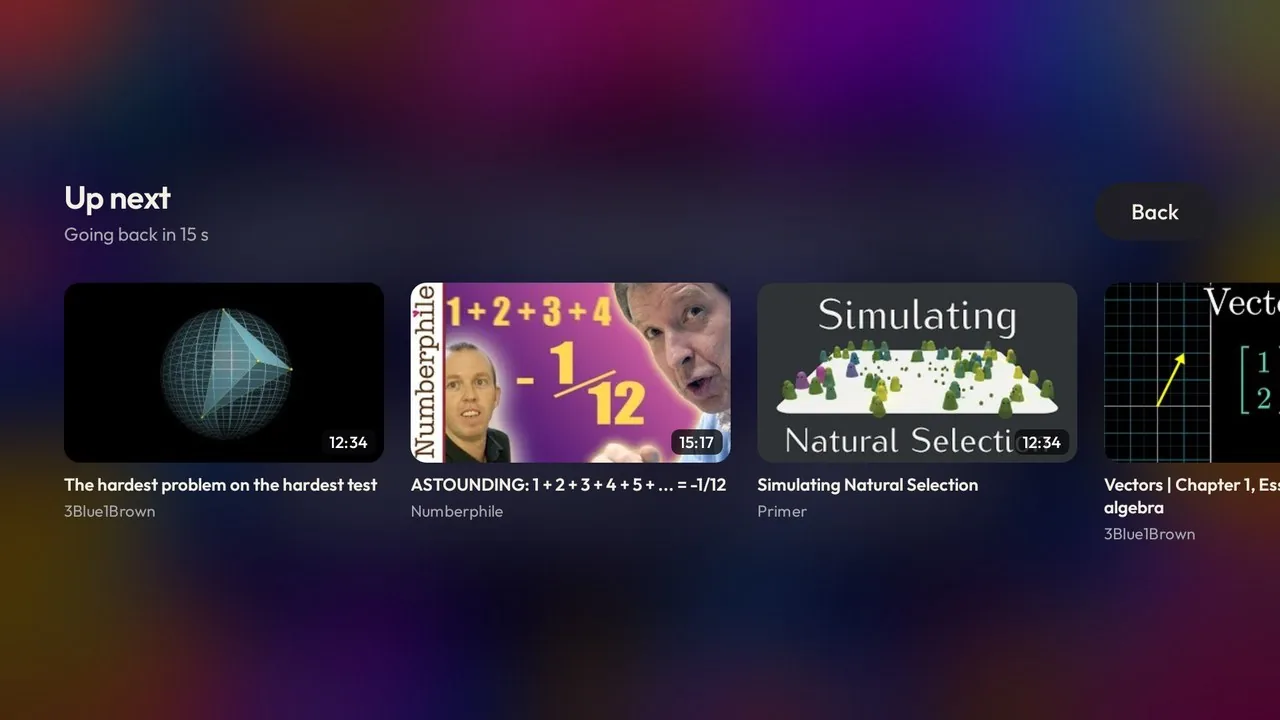 Up next
Going back in 15 s
Back
12:34
The hardest problem on the hardest test
3Blue1Brown
Numberphile
1+2+3+4
- 1/12
15:17
ASTOUNDING: 1 + 2 + 3 + 4 + 5 + ... = -1/12
Numberphile
Simulating
Natural Selecti
12:34
Simulating Natural Selection
Primer
Vect
1
2
Vectors | Chapter 1, Ess
algebra
3Blue1Brown